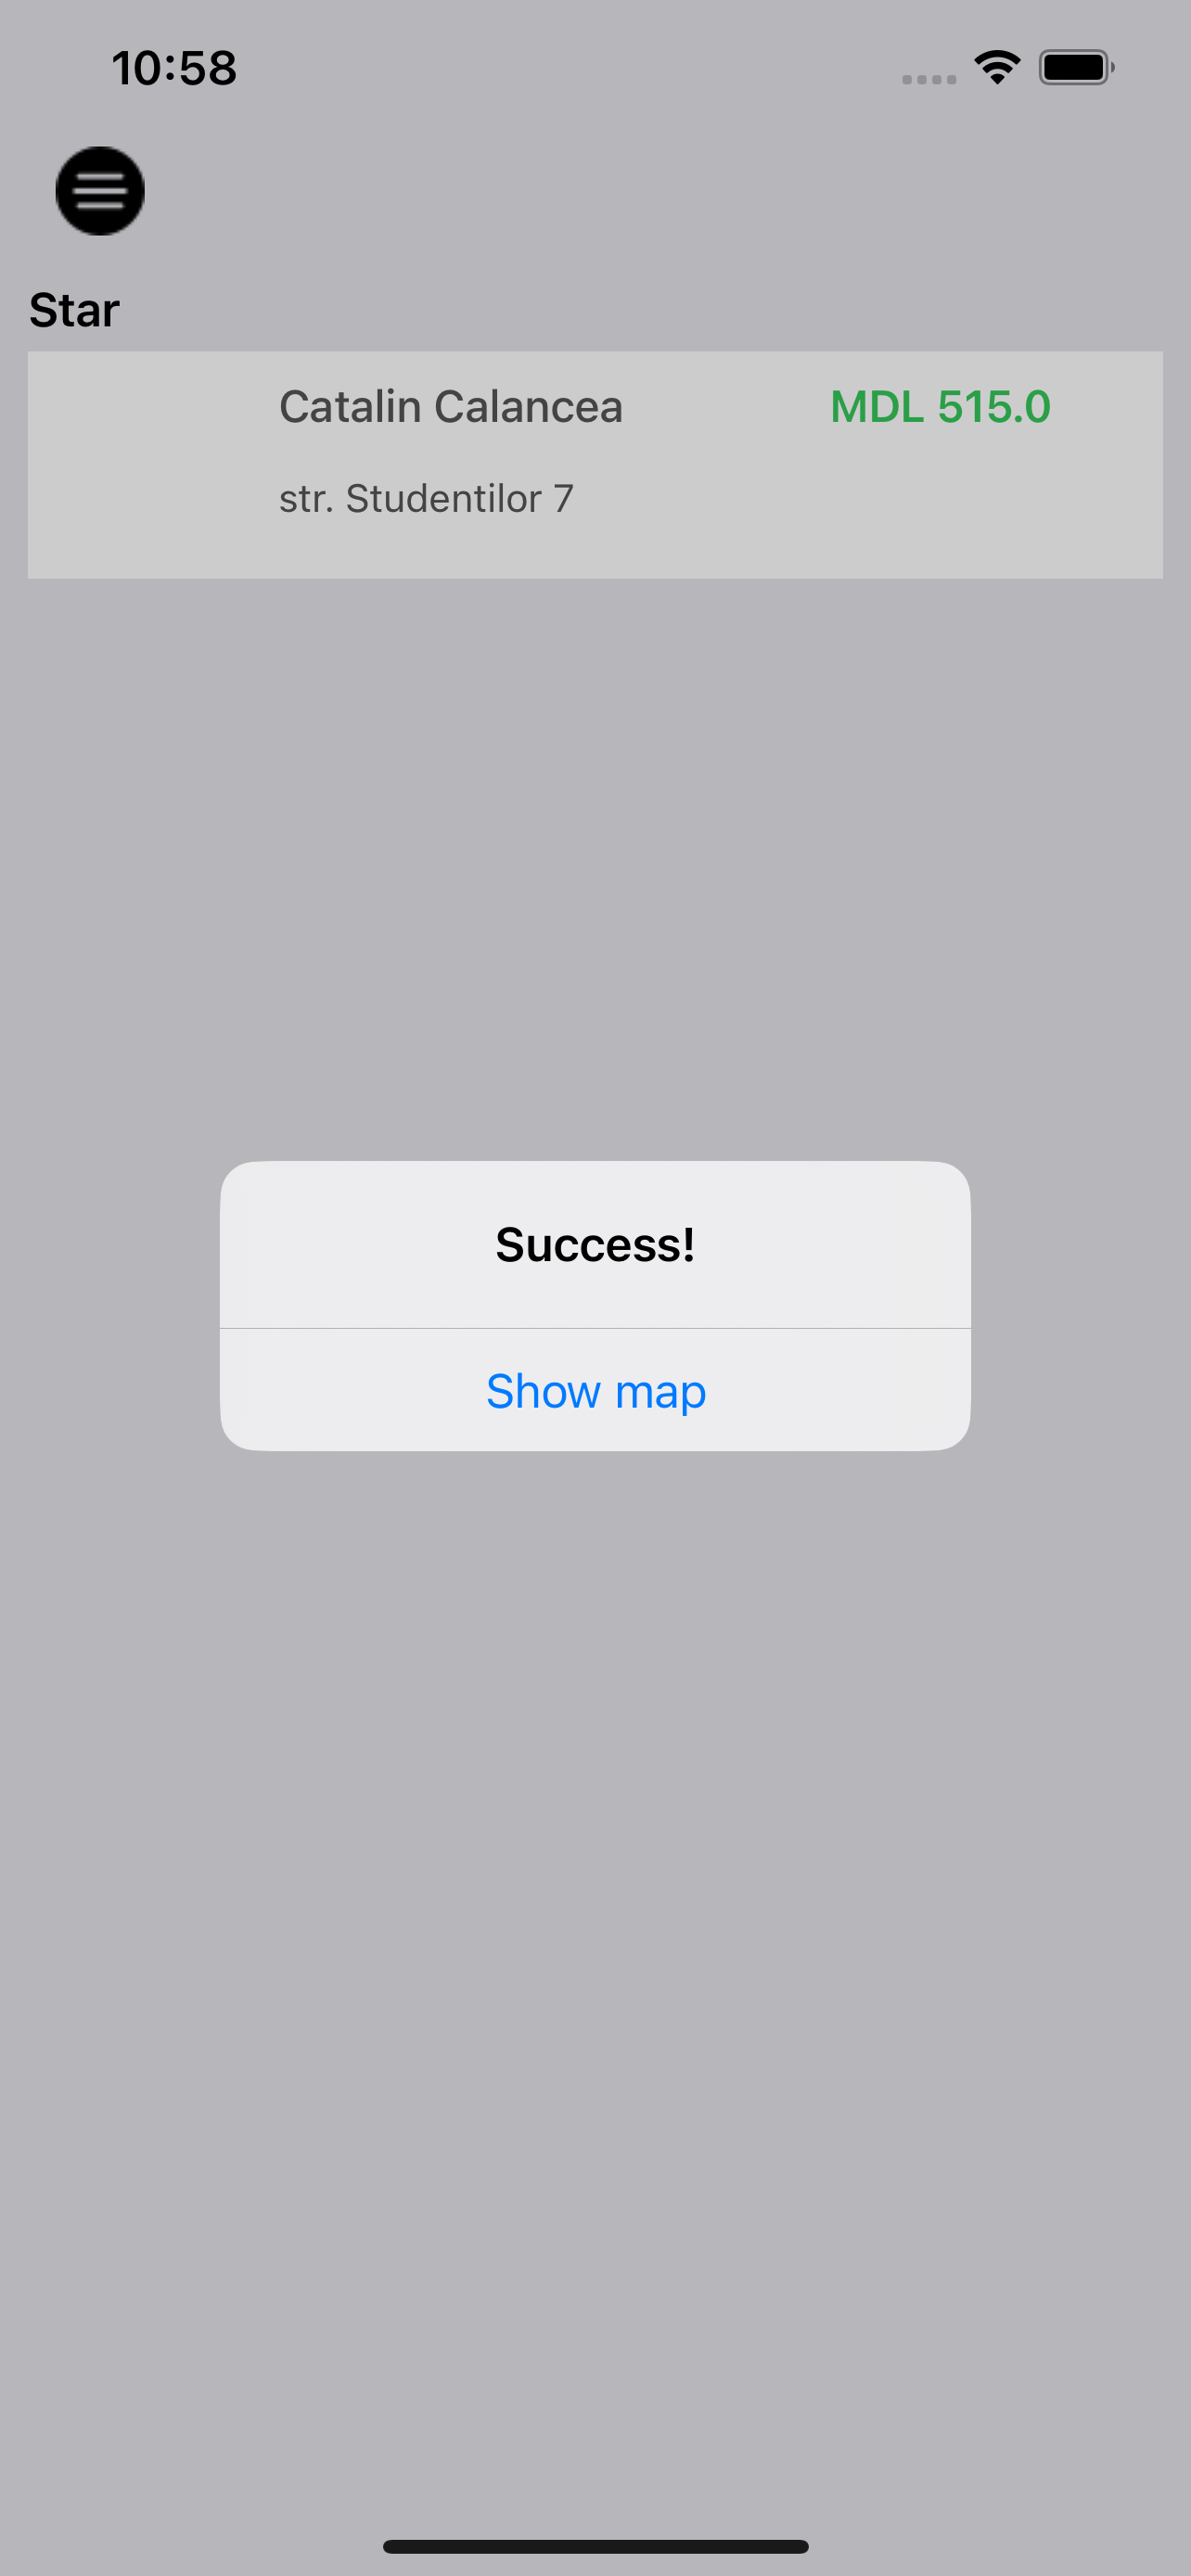 10:58
Star
Catalin Calancea MDL 515.0
str. Studentilor 7
Success!
Show map